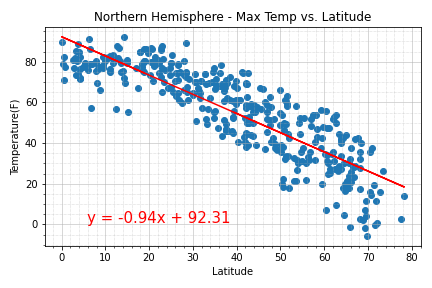 Northern Hemisphere - Max Temp vs. Latitude
Temperature(F)
80
60
40
20
0
y = -0.94x + 92.31
0 10 20 30 40 50 60 70 80
Latitude